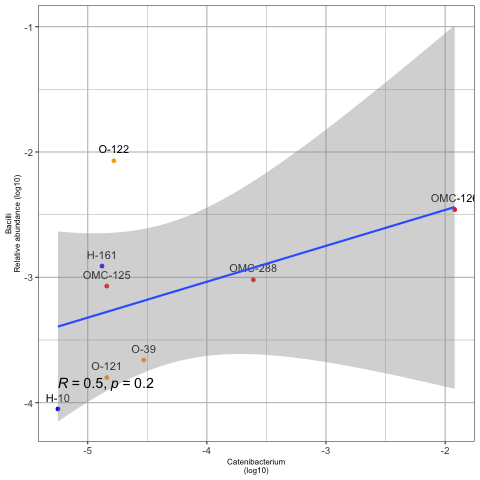 -1
O-122
-2
OMC-126
H-161
OMC-125
OMC-288
-3
O-39
O-121
R = 0.5, p = 0.2
H-10
-4
Bacilli
Relative abundance (log10)
-5
-4
-3
-2
Catenibacterium
(log10)